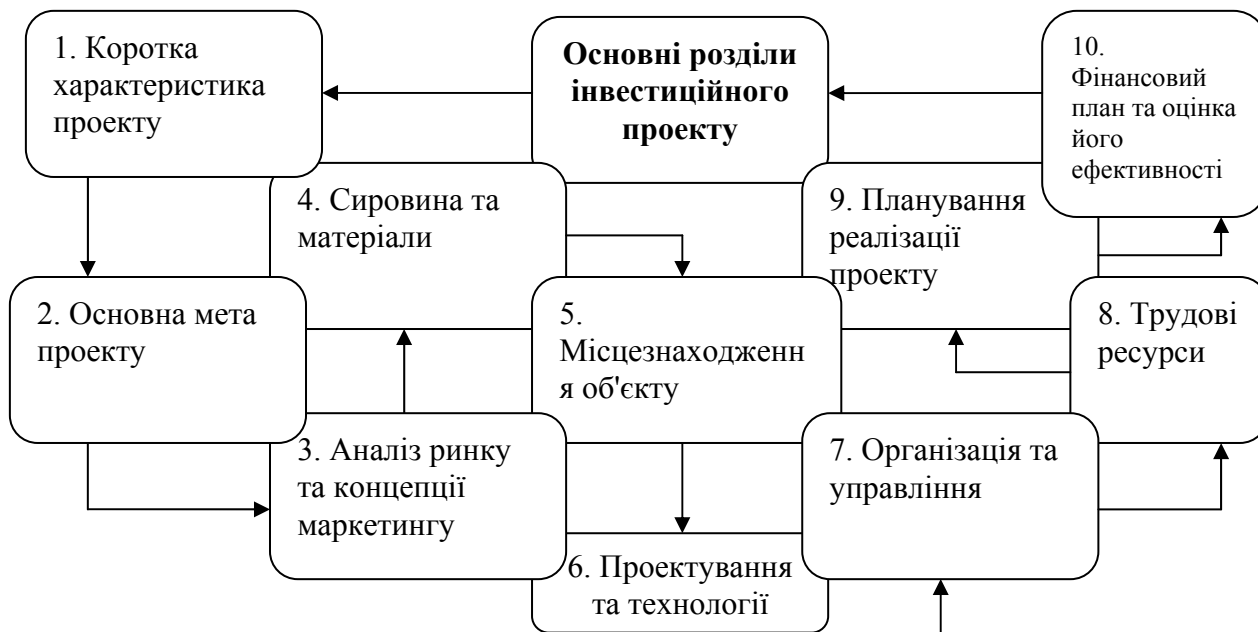 Основні розділи
інвестиційного
проекту
1. Коротка
характеристика
проекту
2. Основна мета
проекту
3. Аналіз ринку
та концепції
маркетингу
4. Сировина та
матеріали
5.
Місцезнаходженн
я об'єкту
6. Проектування
та технології
7. Організація та
управління
8. Трудові
ресурси
9. Планування
реалізації
проекту
10.
Фінансовий
план та оцінка
його
ефективності